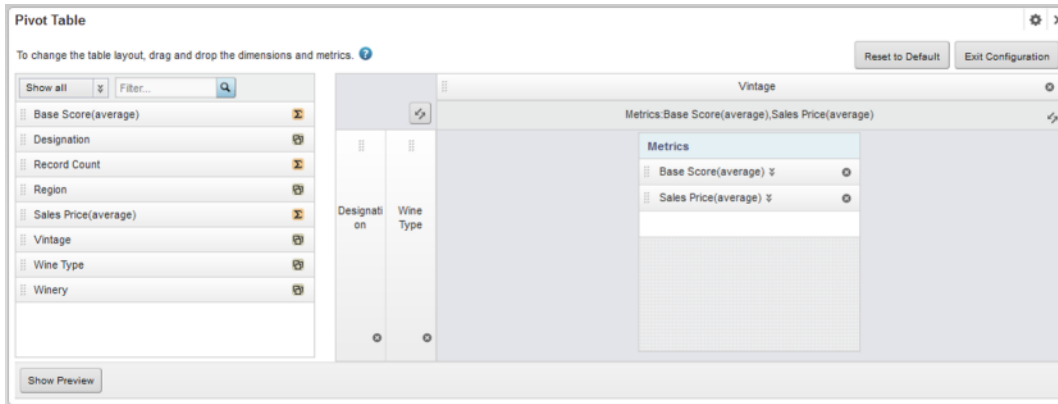 Pivot Table
To change the table layout, drag and drop the dimensions and metrics.
Reset to Default
Exit Configuration
Show all
Filter...
Base Score(average)
Designation
Record Count
Region
Sales Price(average)
Vintage
Wine Type
Winery
Vintage
Metrics:Base Score(average),Sales Price(average)
Designati
on
Wine
Type
Metrics
Base Score(average)
Sales Price(average)
Show Preview